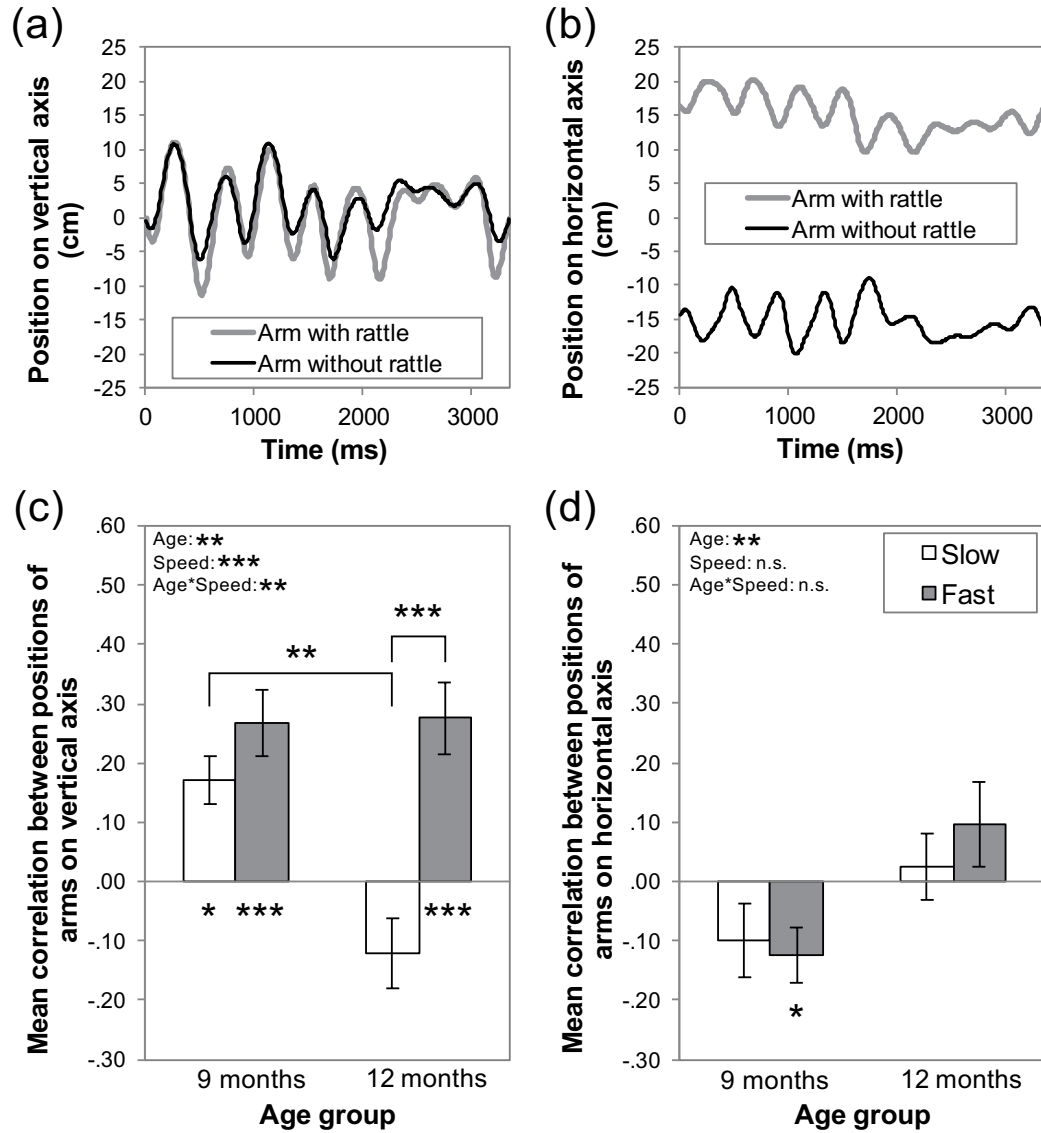 (a)
Position on vertical axis
(cm)
25
20
15
10
5
0
-5
-10
-15
-20
-25
Arm with rattle
Arm without rattle
0 1000 2000 3000
Time (ms)
(b)
Position on horizontal axis
(cm)
25
20
15
10
5
0
-5
-10
-15
-20
-25
Arm with rattle
Arm without rattle
0 1000 2000 3000
Time (ms)
(c)
Mean correlation between positions of
arms on vertical axis
.60
.50
.40
.30
.20
.10
.00
-.10
-.20
-.30
Age: **
Speed: ***
Age*Speed: **
***
**
* *** ***
9 months 12 months
Age group
(d)
Mean correlation between positions of
arms on horizontal axis
.60
.50
.40
.30
.20
.10
.00
-.10
-.20
-.30
Age: **
Speed: n.s.
Age*Speed: n.s.
Slow
Fast
*
9 months 12 months
Age group